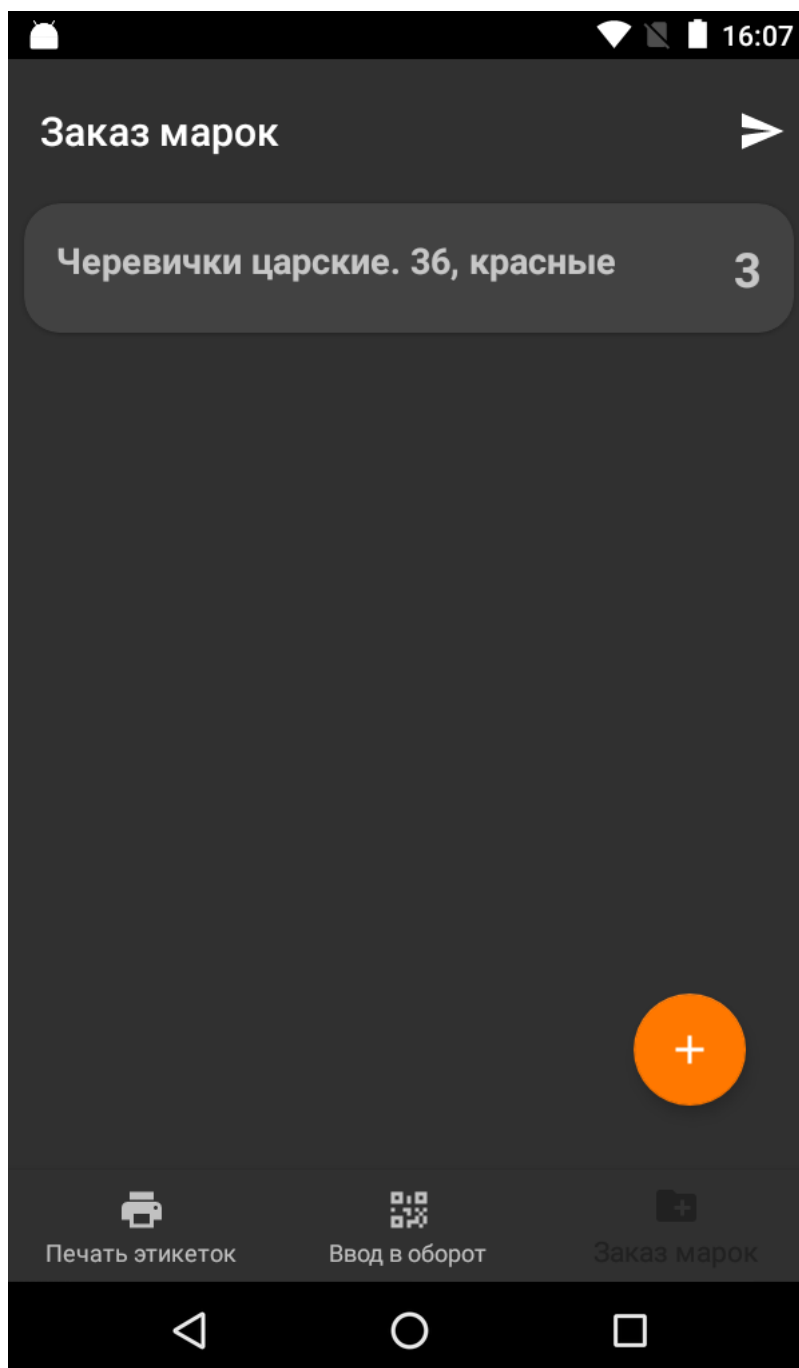 16:07
Заказ марок
Черевички царские. 36, красные
3
+
Печать этикеток
Ввод в оборот
Заказ марок